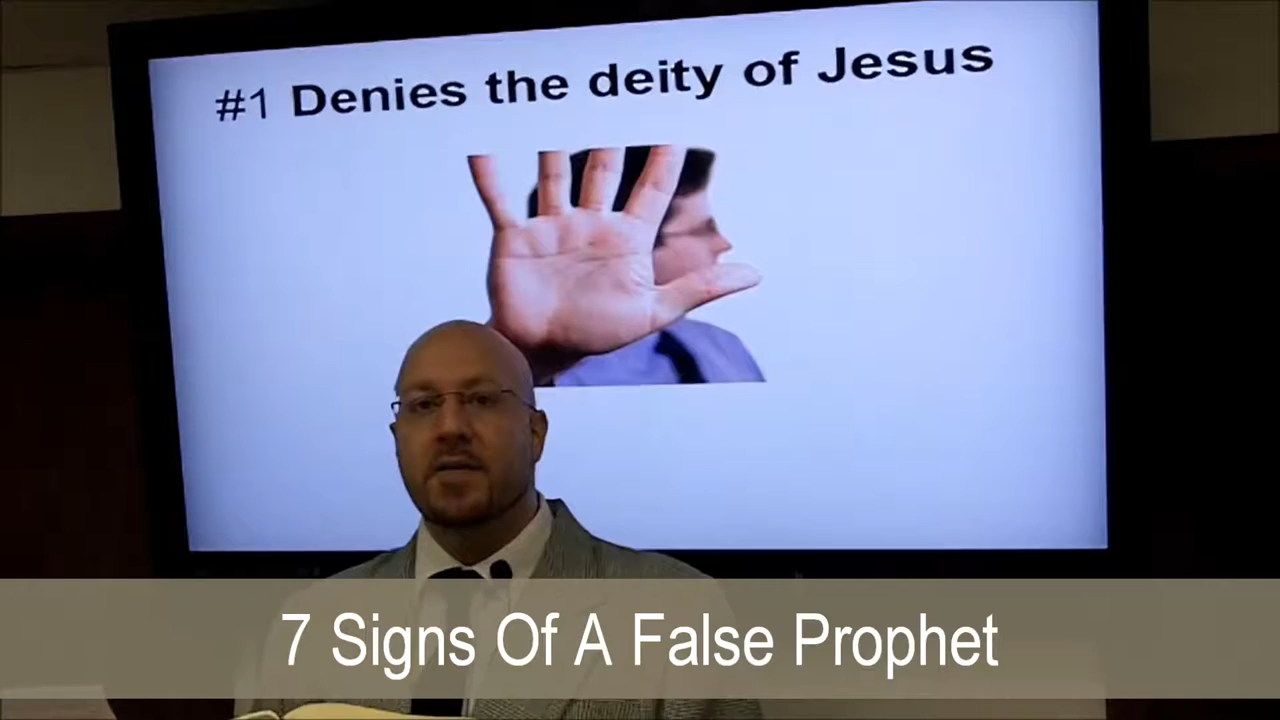 #1 Denies the deity of Jesus
7 Signs Of A False Prophet